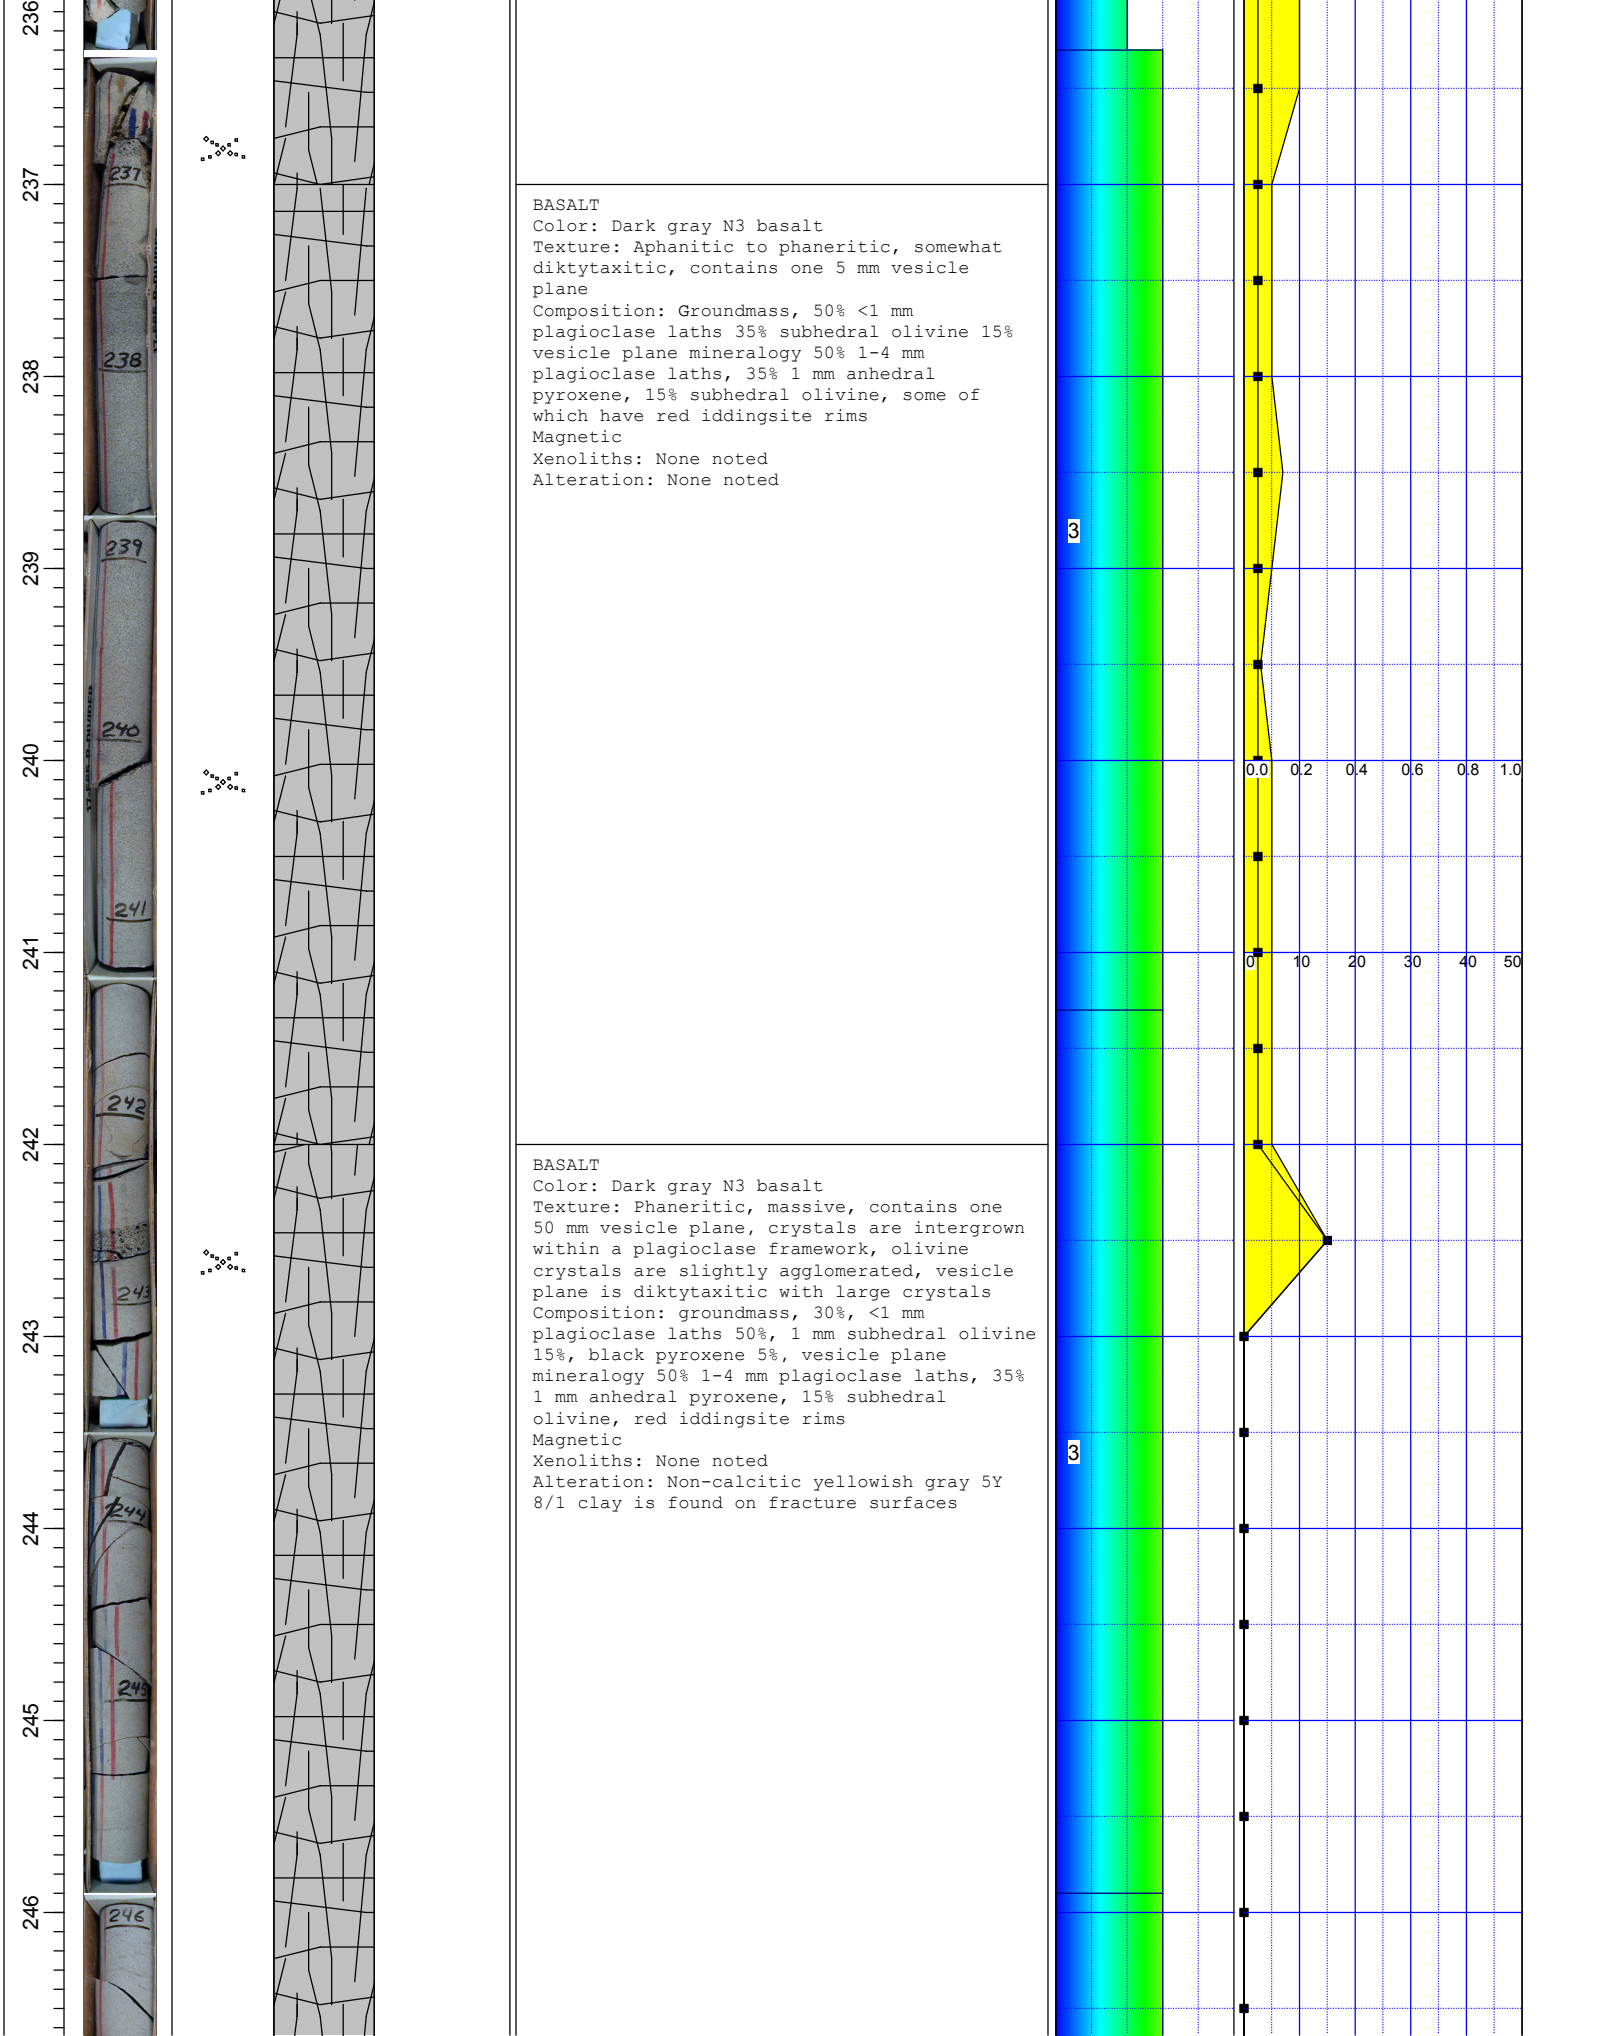 236
237
237
BASALT
Color: Dark gray N3 basalt
Texture: Aphanitic to phaneritic, somewhat
diktytaxitic, contains one 5 mm vesicle
plane
Composition: Groundmass, 50% <1 mm
plagioclase laths 35% subhedral olivine 15%
vesicle plane mineralogy 50% 1-4 mm
plagioclase laths, 35% 1 mm anhedral
pyroxene, 15% subhedral olivine, some of
which have red iddingsite rims
Magnetic
Xenoliths: None noted
Alteration: None noted
238
238
3
239
239
240
240
0.0 0.2 0.4 0.6 0.8 1.0
241
241
0 10 20 30 40 50
242
242
BASALT
Color: Dark gray N3 basalt
Texture: Phaneritic, massive, contains one
50 mm vesicle plane, crystals are intergrown
within a plagioclase framework, olivine
crystals are slightly agglomerated, vesicle
plane is diktytaxitic with large crystals
Composition: groundmass, 30%, <1 mm
plagioclase laths 50%, 1 mm subhedral olivine
15%, black pyroxene 5%, vesicle plane
mineralogy 50% 1-4 mm plagioclase laths, 35%
1 mm anhedral pyroxene, 15% subhedral
olivine, red iddingsite rims
Magnetic
Xenoliths: None noted
Alteration: Non-calcitic yellowish gray 5Y
8/1 clay is found on fracture surfaces
243
243
3
244
244
245
245
246
246